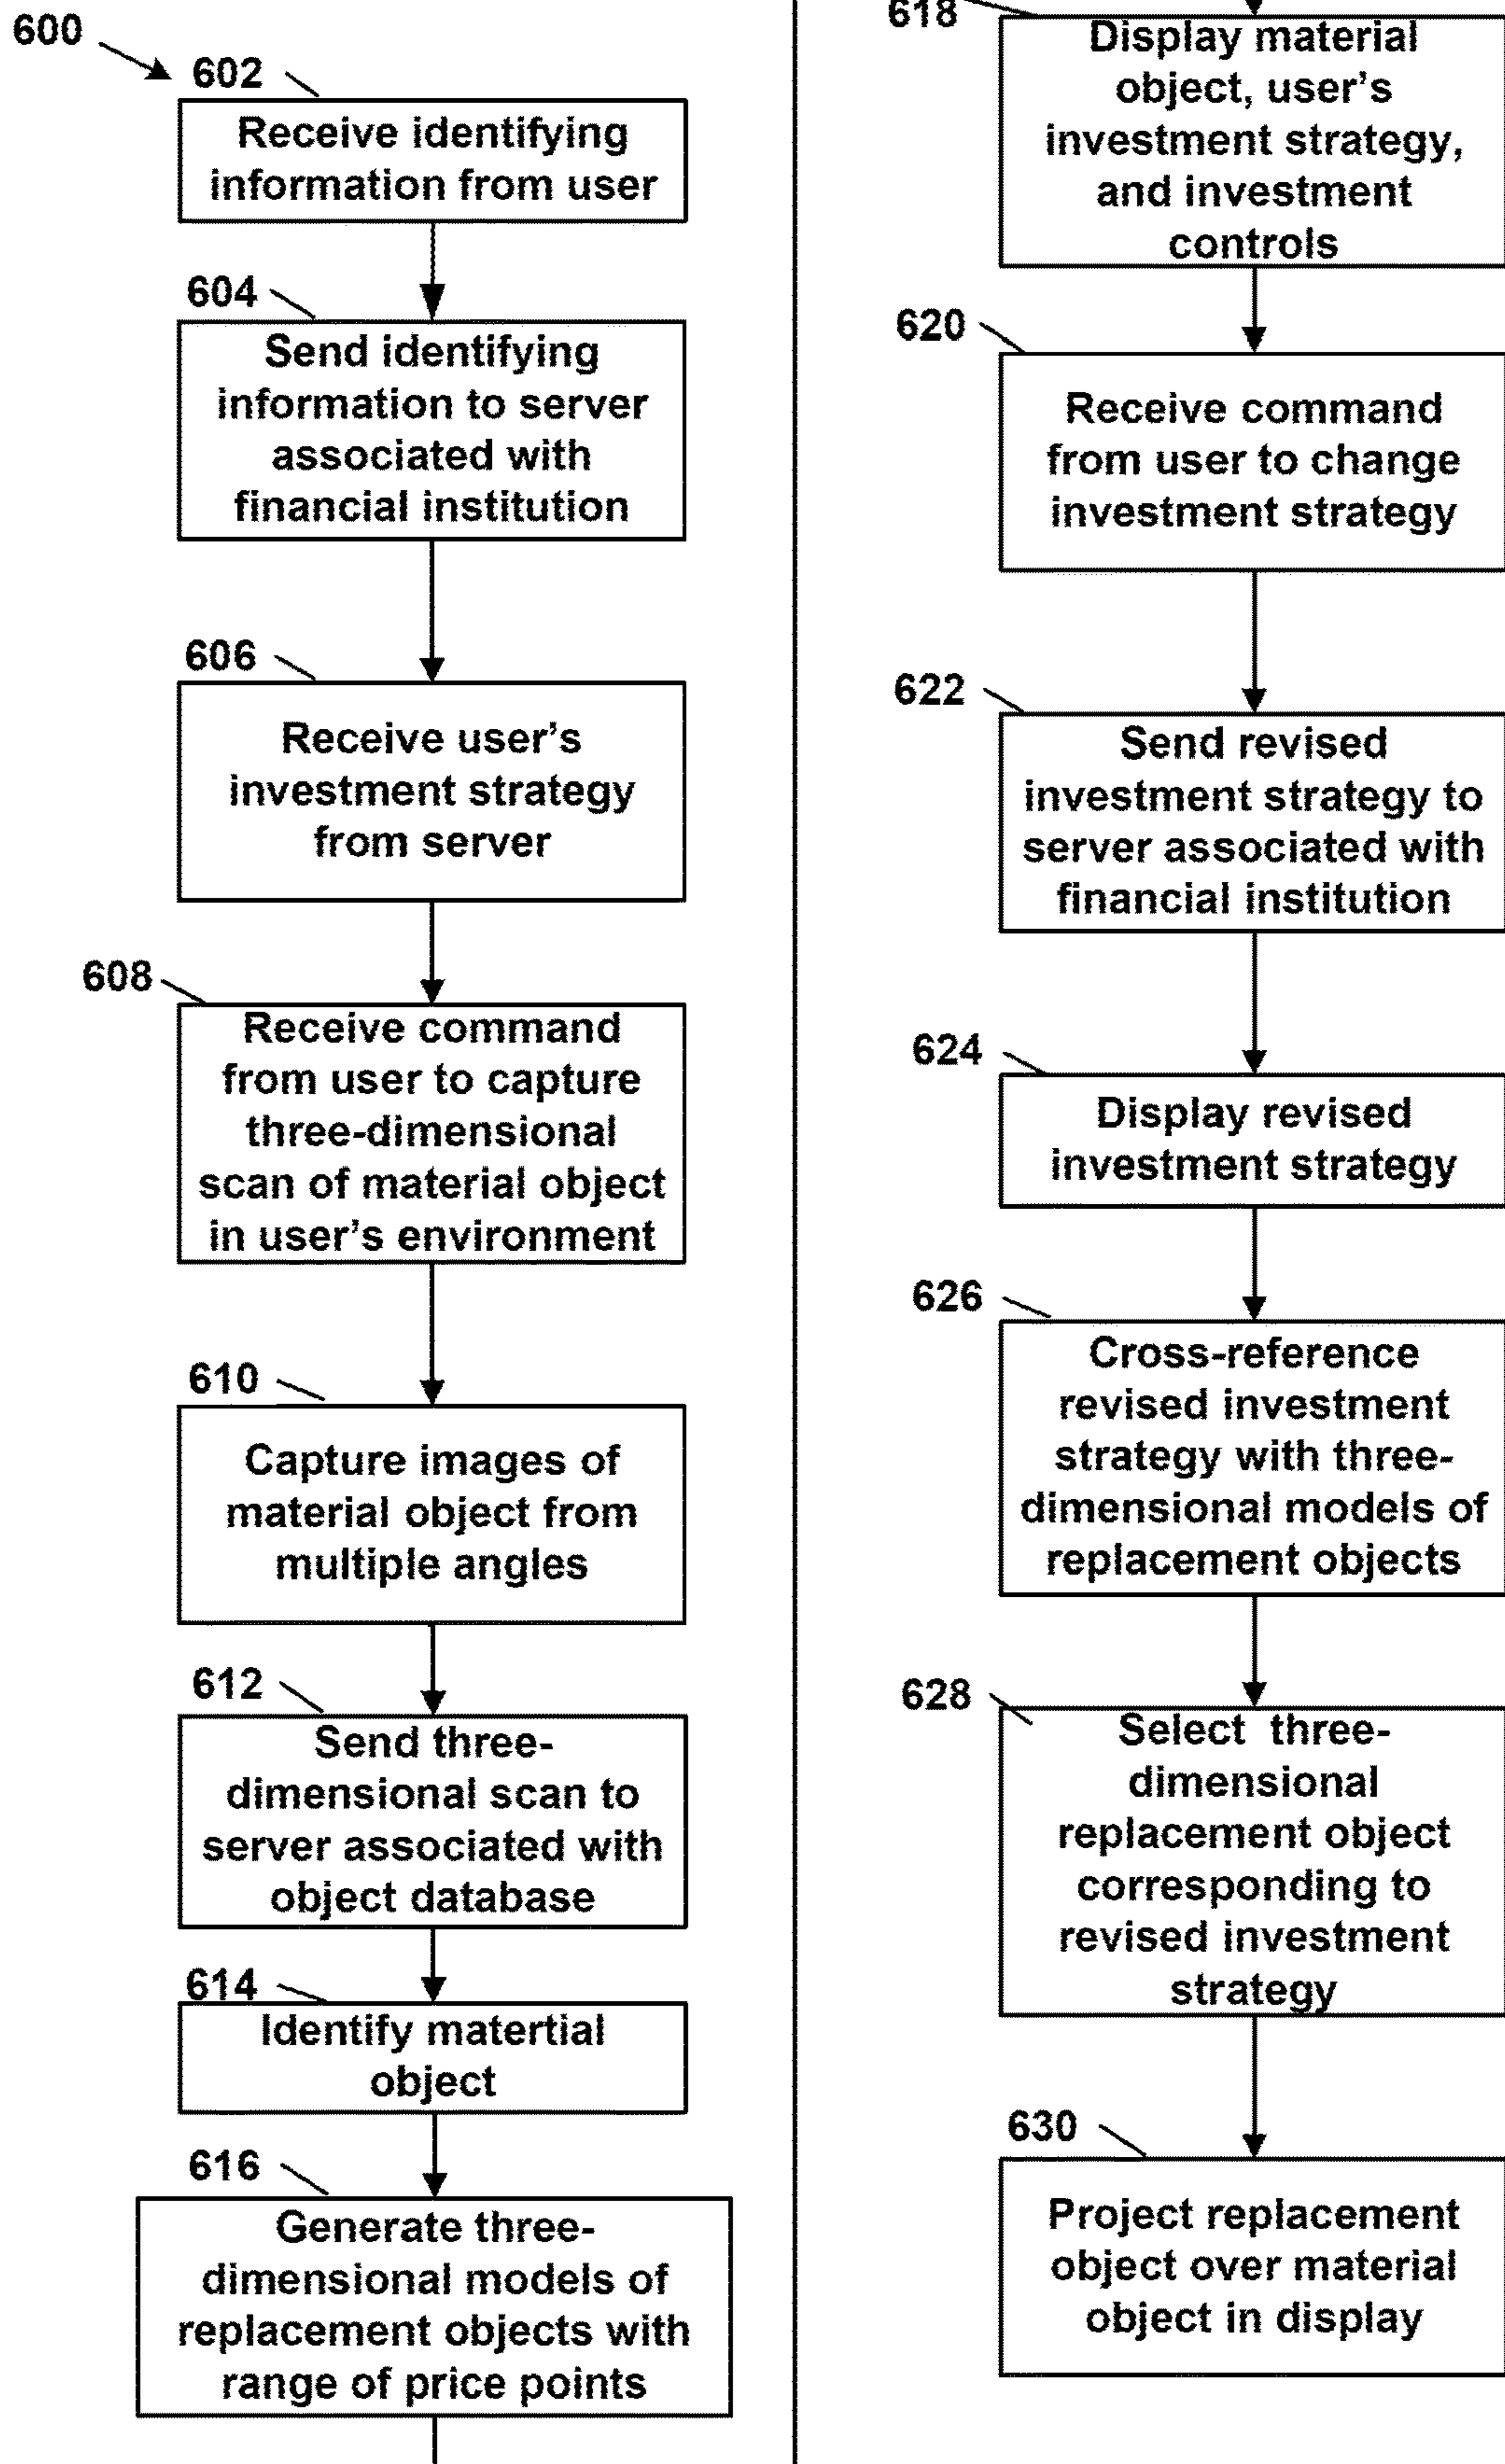 600
602
Receive identifying
information from user
604
Send identifying
information to server
associated with
financial institution
606
Receive user's
investment strategy
from server
608
Receive command
from user to capture
three-dimensional
scan of material object
in user's environment
610
Capture images of
material object from
multiple angles
612
Send three-
dimensional scan to
server associated with
object database
614
Identify matertial
object
616
Generate three-
dimensional models of
replacement objects with
range of price points
618
Display material
object, user's
investment strategy,
and investment
controls
620
Receive command
from user to change
investment strategy
622
Send revised
investment strategy to
server associated with
financial institution
624
Display revised
investment strategy
626
Cross-reference
revised investment
strategy with three-
dimensional models of
replacement objects
628
Select three-
dimensional
replacement object
corresponding to
revised investment
strategy
630
Project replacement
object over material
object in display